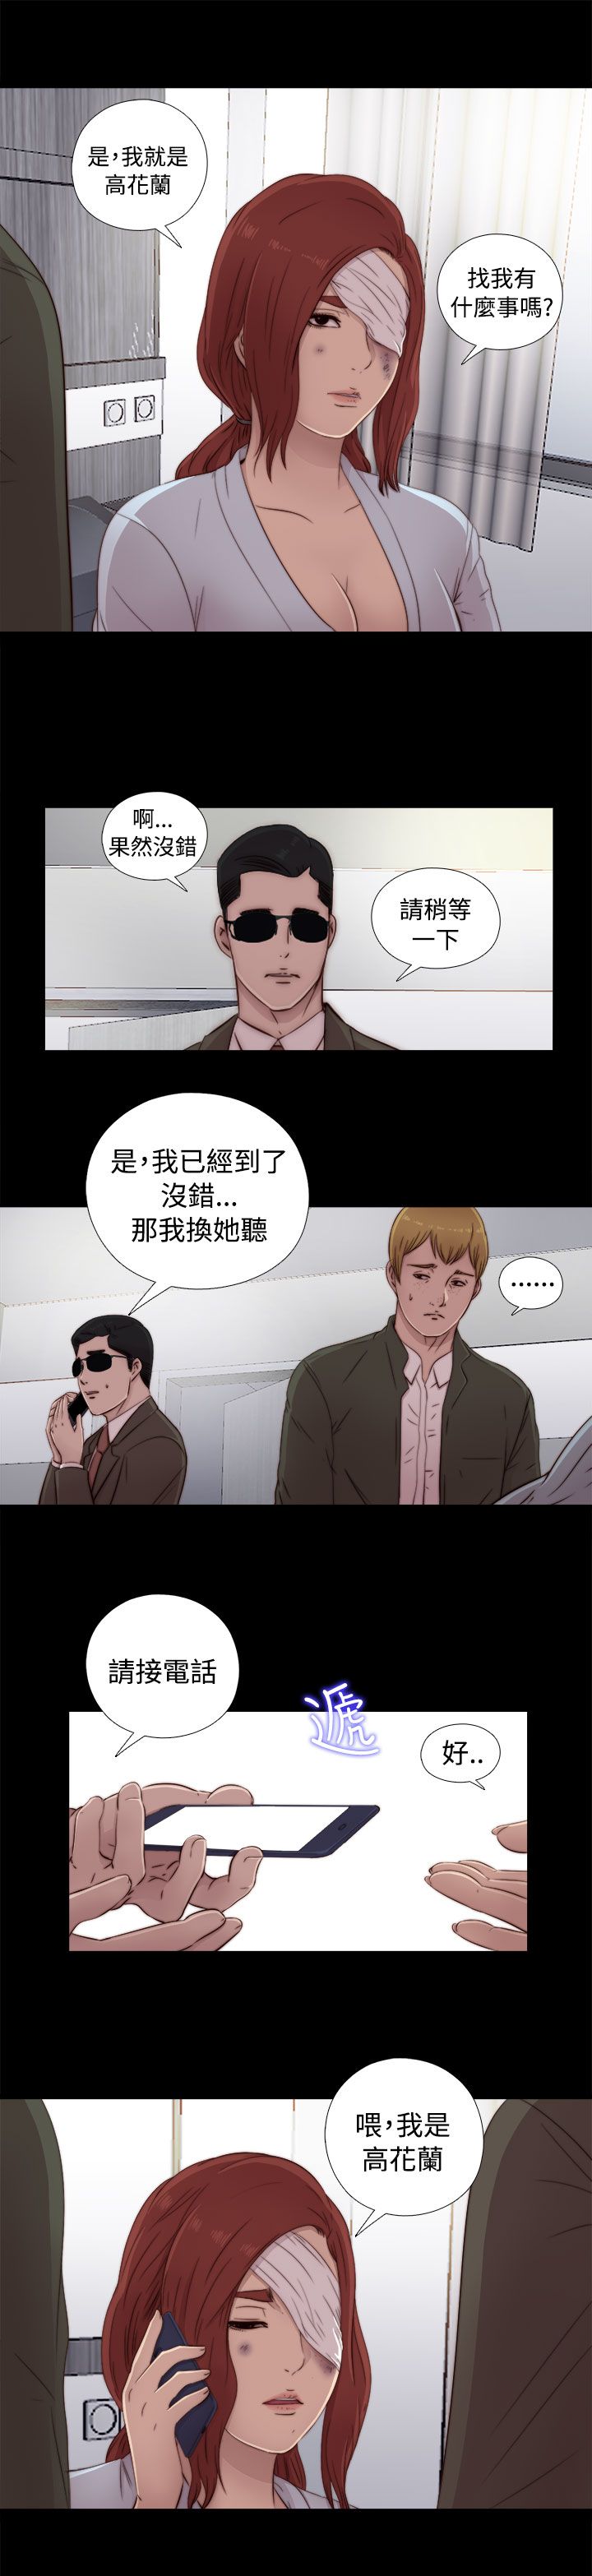 是，我就是
高花蘭
找我有
什麼事嗎?
啊...
果然沒錯
請稍等
一下
是，我已經到了
沒錯...
那我換她聽
......
請接電話
遞
好..
喂，我是
高花蘭